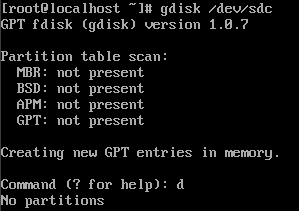 [root@localhost ~]# gdisk /dev/sdc
GPT fdisk (gdisk) version 1.0.7
Partition table scan:
  MBR: not present
  BSD: not present
  APM: not present
  GPT: not present
Creating new GPT entries in memory.
Command (? for help): d
No partitions